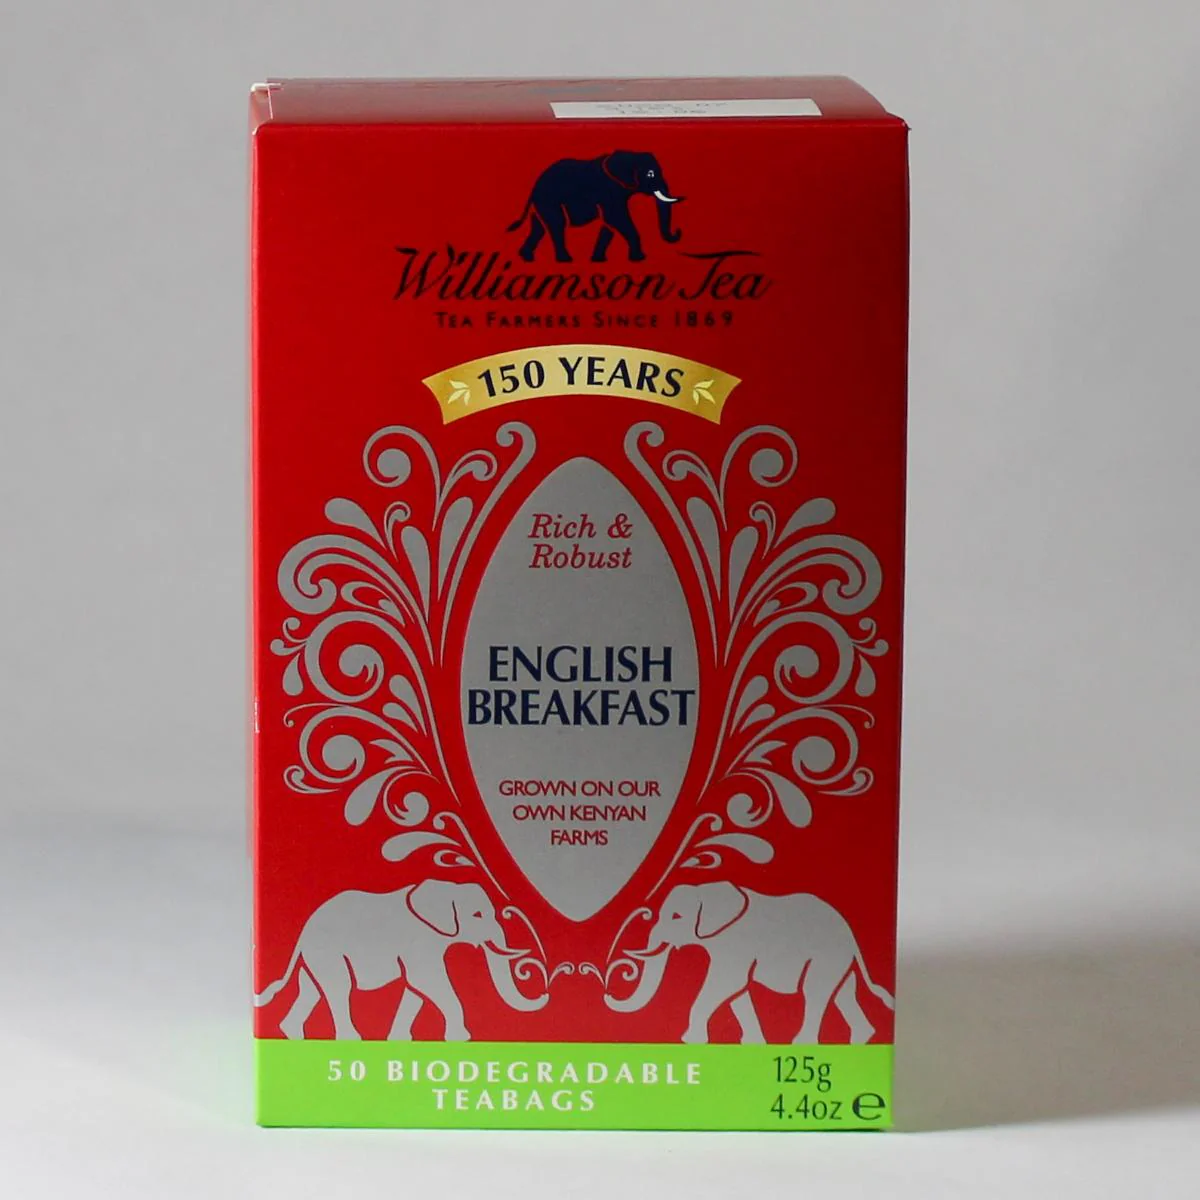 Williamson Tea
TEA FARMERS SINCE 1869
150 YEARS
Rich &
Robust
ENGLISH
BREAKFAST
GROWN ON OUR
OWN KENYAN
FARMS
50 BIODEGRADABLE
TEABAGS
125g
4.4oz ℮